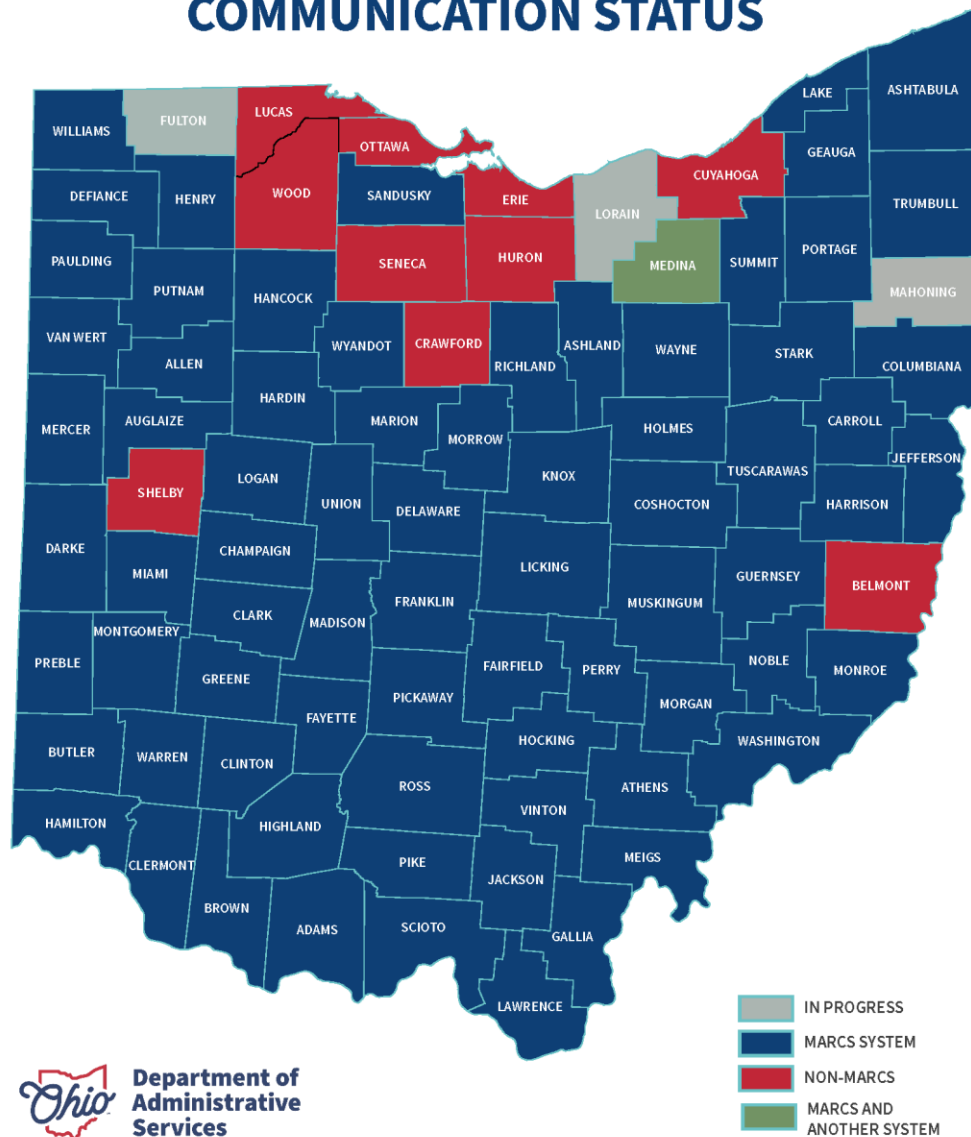 COMMUNICATION STATUS
LAKE
ASHTABULA
WILLIAMS
FULTON
LUCAS
OTTAWA
GEAUGA
CUYAHOGA
DEFIANCE
HENRY
WOOD
SANDUSKY
ERIE
LORAIN
TRUMBULL
PAULDING
PUTNAM
HANCOCK
SENECA
HURON
MEDINA
SUMMIT
PORTAGE
MAHONING
VAN WERT
ALLEN
WYANDOT
CRAWFORD
RICHLAND
ASHLAND
WAYNE
STARK
COLUMBIANA
MERCER
AUGLAIZE
HARDIN
MARION
MORROW
HOLMES
CARROLL
JEFFERSON
SHELBY
LOGAN
UNION
DELAWARE
KNOX
COSHOCTON
TUSCARAWAS
HARRISON
DARKE
MIAMI
CHAMPAIGN
CLARK
MADISON
FRANKLIN
LICKING
MUSKINGUM
GUERNSEY
BELMONT
PREBLE
MONTGOMERY
GREENE
FAYETTE
PICKAWAY
FAIRFIELD
PERRY
MORGAN
NOBLE
MONROE
BUTLER
WARREN
CLINTON
ROSS
HOCKING
ATHENS
WASHINGTON
HAMILTON
CLERMONT
HIGHLAND
PIKE
VINTON
JACKSON
MEIGS
BROWN
ADAMS
SCIOTO
GALLIA
LAWRENCE
IN PROGRESS
MARCS SYSTEM
NON-MARCS
MARCS AND
ANOTHER SYSTEM
Ohio
Department of
Administrative
Services